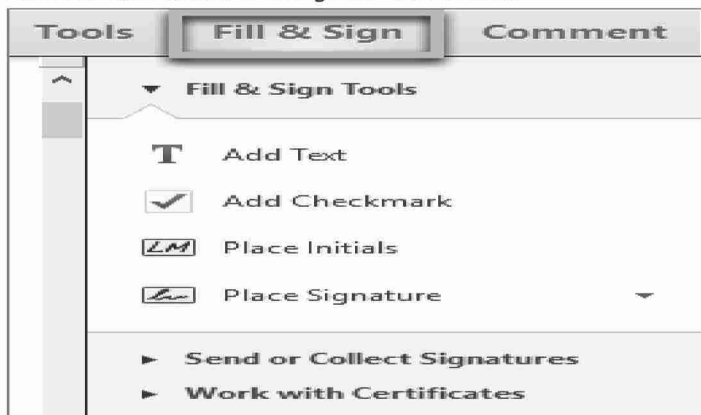 Tools Fill & Sign Comment
Fill & Sign Tools
T Add Text
Add Checkmark
LM Place Initials
Place Signature
Send or Collect Signatures
Work with Certificates